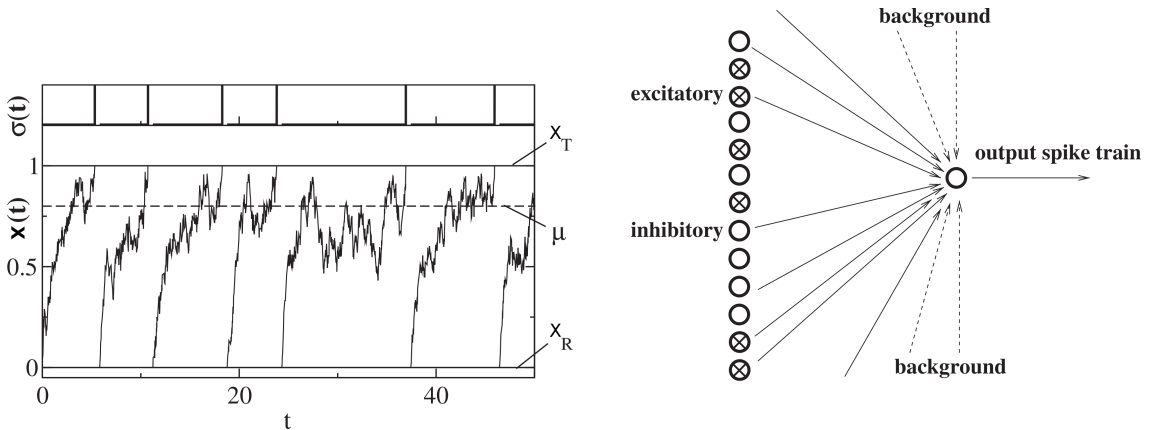 σ(t)
X_T
1
x(t)
μ
0.5
X_R
0
0
20
40
t
background
excitatory
output spike train
inhibitory
background